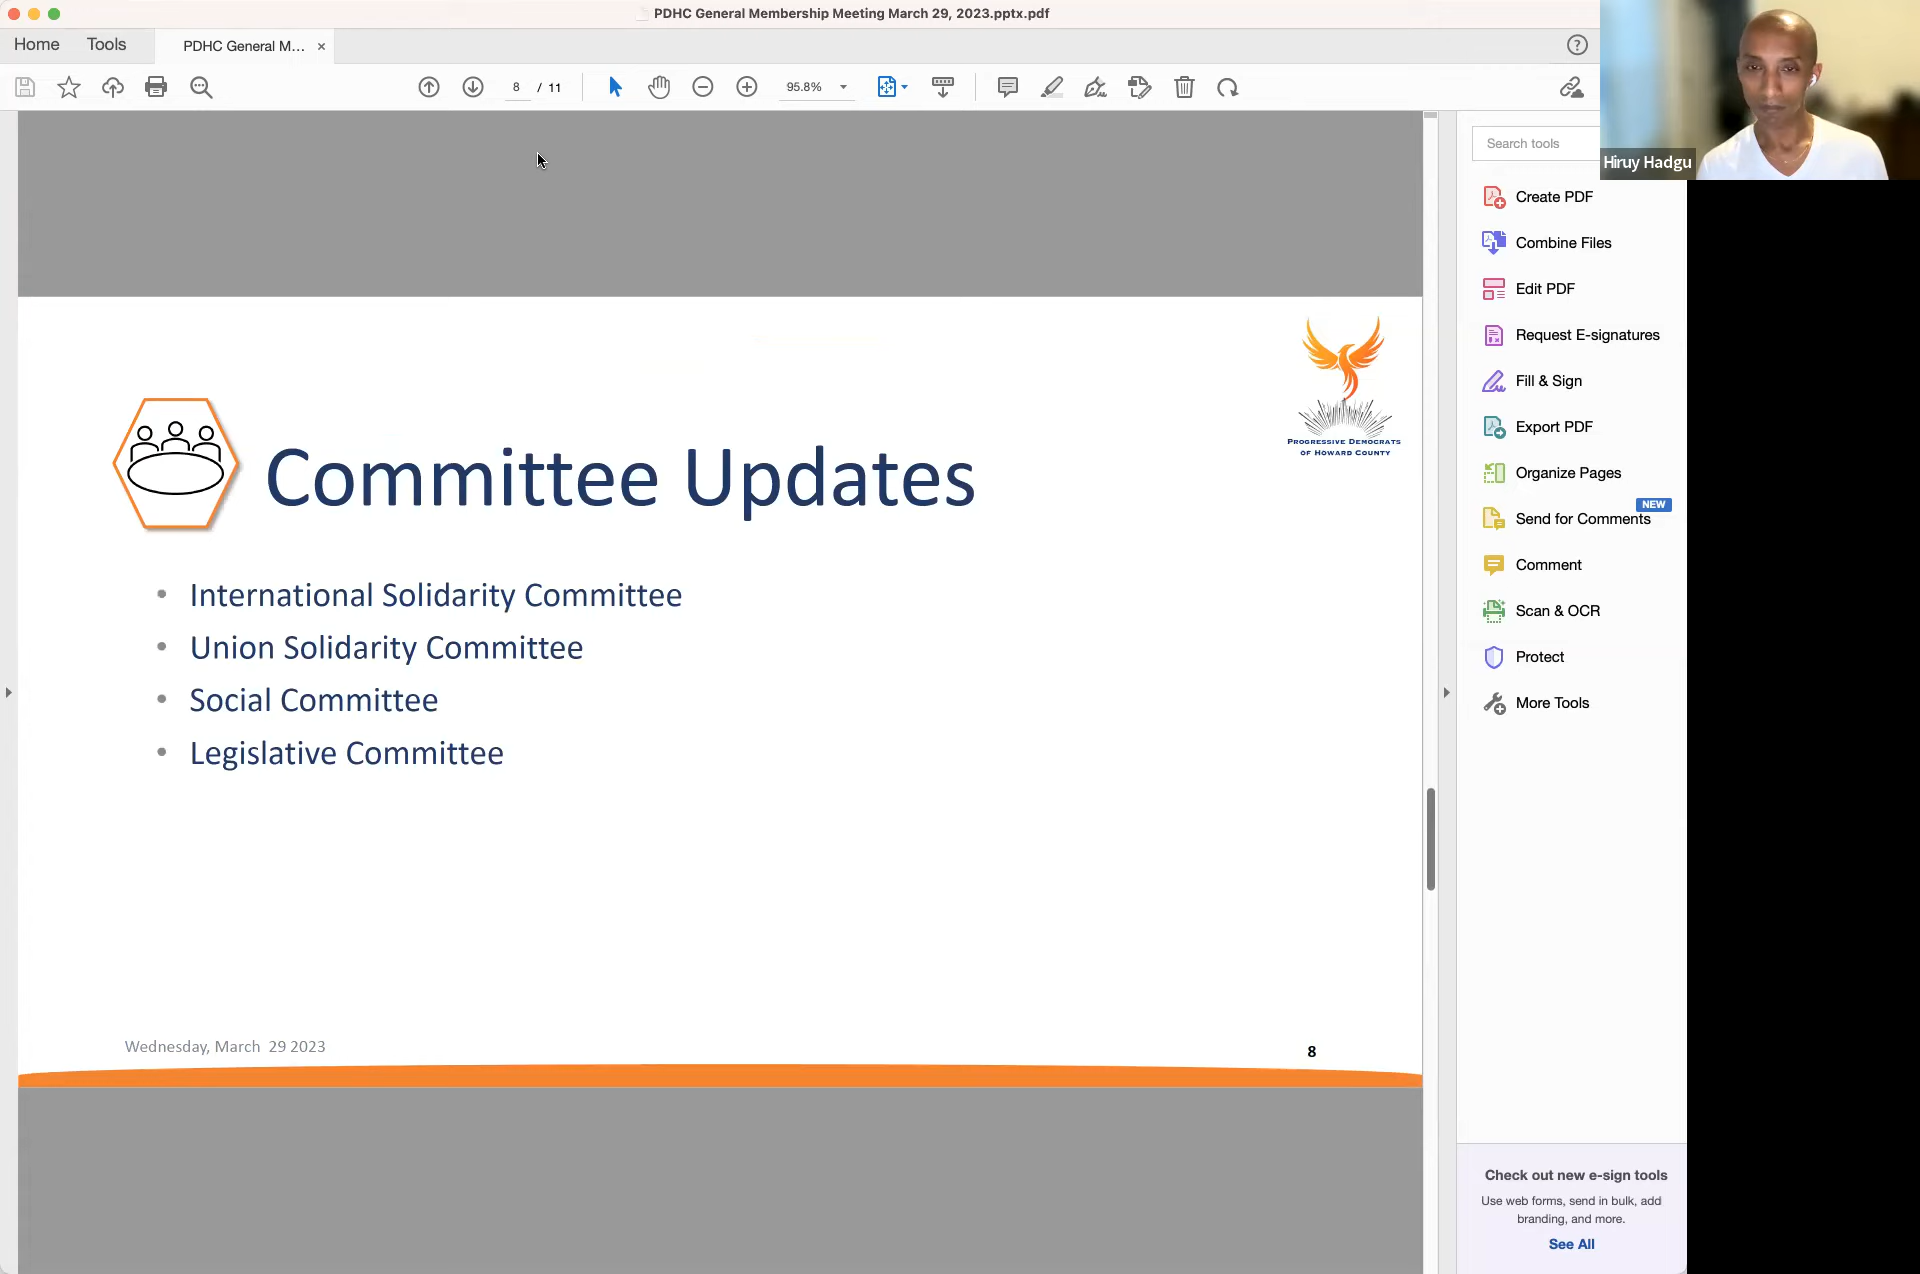 PDHC General Membership Meeting March 29, 2023.pptx.pdf
Home
Tools
PDHC General M...
8 / 11
95.8%
Search tools
Hiruy Hadgu
Create PDF
Combine Files
Edit PDF
Request E-signatures
Fill & Sign
Export PDF
Organize Pages
NEW
Send for Comments
Comment
Scan & OCR
Protect
More Tools
Check out new e-sign tools
Use web forms, send in bulk, add
branding, and more.
See All
Progressive Democrats
of Howard County
Committee Updates
• International Solidarity Committee
• Union Solidarity Committee
• Social Committee
• Legislative Committee
Wednesday, March 29 2023
8